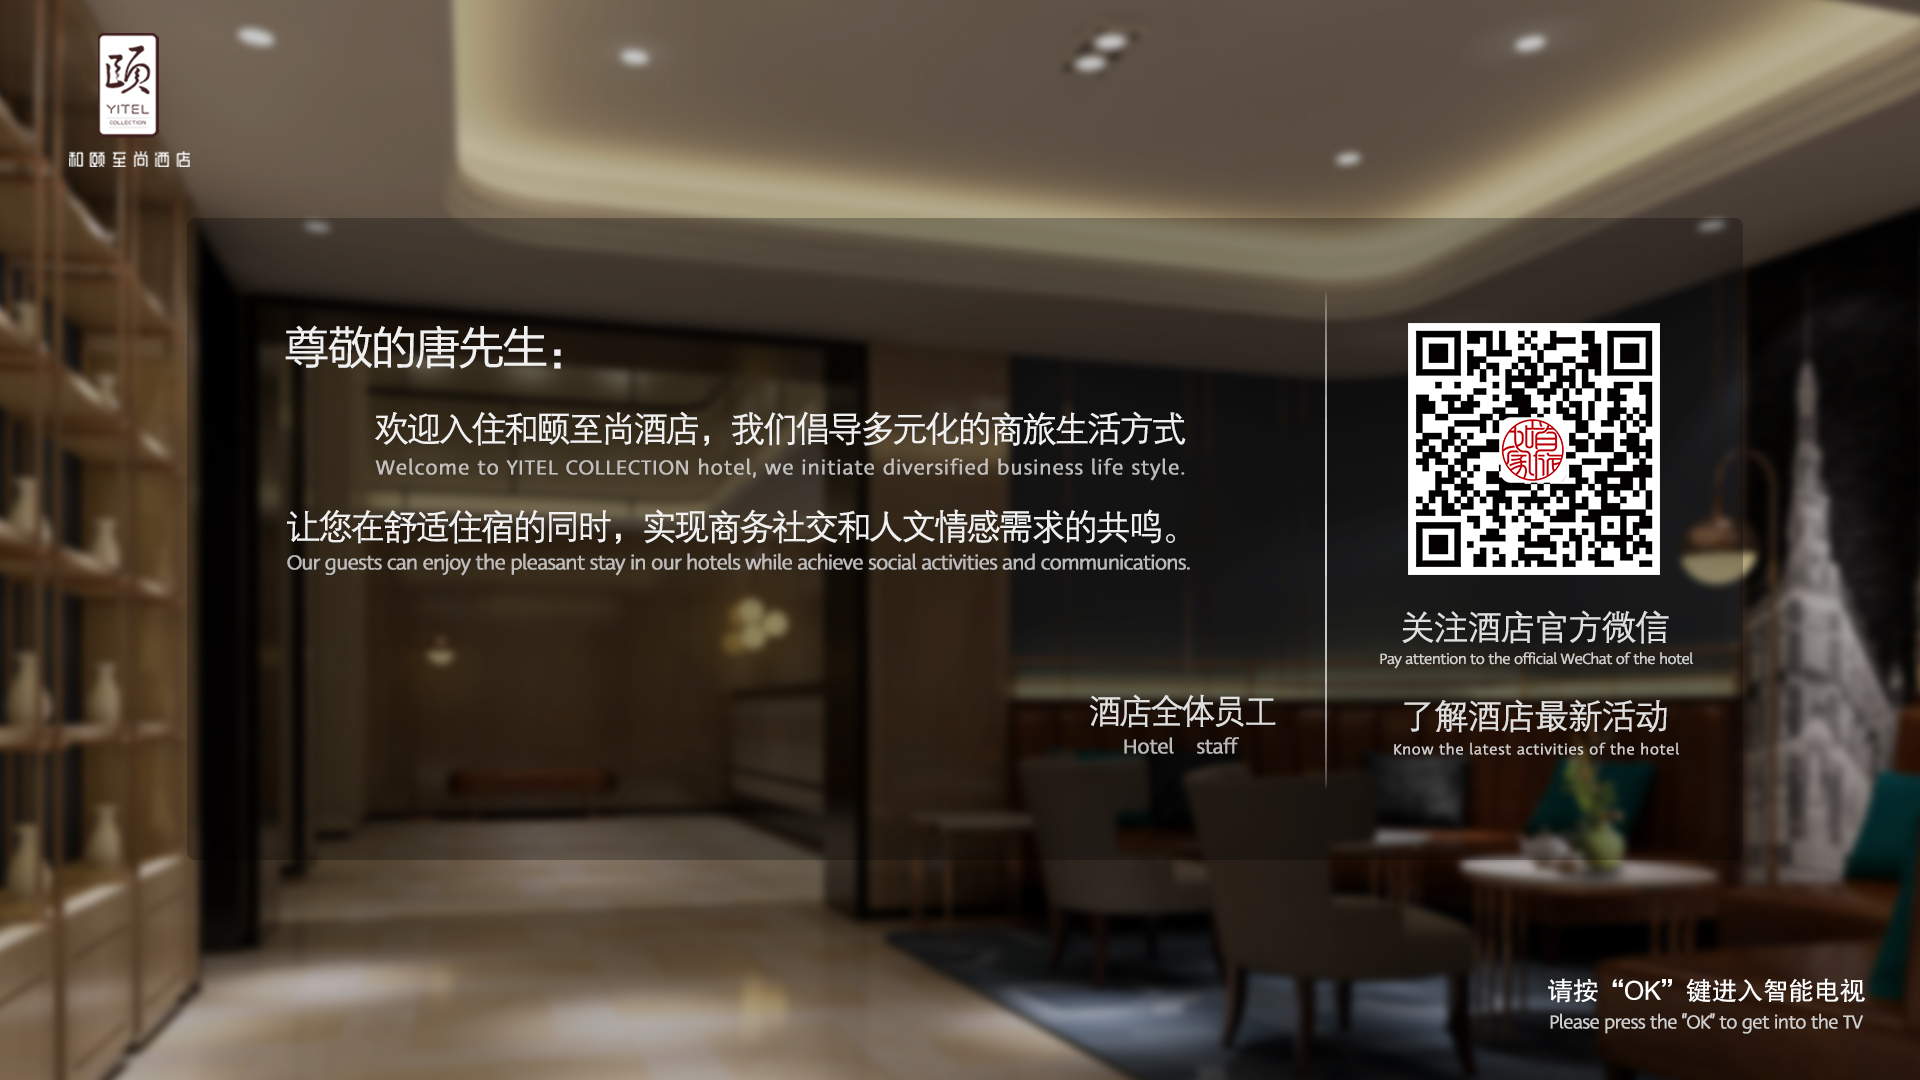 颐
YITEL
COLLECTION
和颐至尚酒店
尊敬的唐先生：
欢迎入住和颐至尚酒店，我们倡导多元化的商旅生活方式
Welcome to YITEL COLLECTION hotel, we initiate diversified business life style.
让您在舒适住宿的同时，实现商务社交和人文情感需求的共鸣。
Our guests can enjoy the pleasant stay in our hotels while achieve social activities and communications.
酒店全体员工
Hotel staff
如首
家旅
关注酒店官方微信
Pay attention to the official WeChat of the hotel
了解酒店最新活动
Know the latest activities of the hotel
请按“OK”键进入智能电视
Please press the "OK" to get into the TV